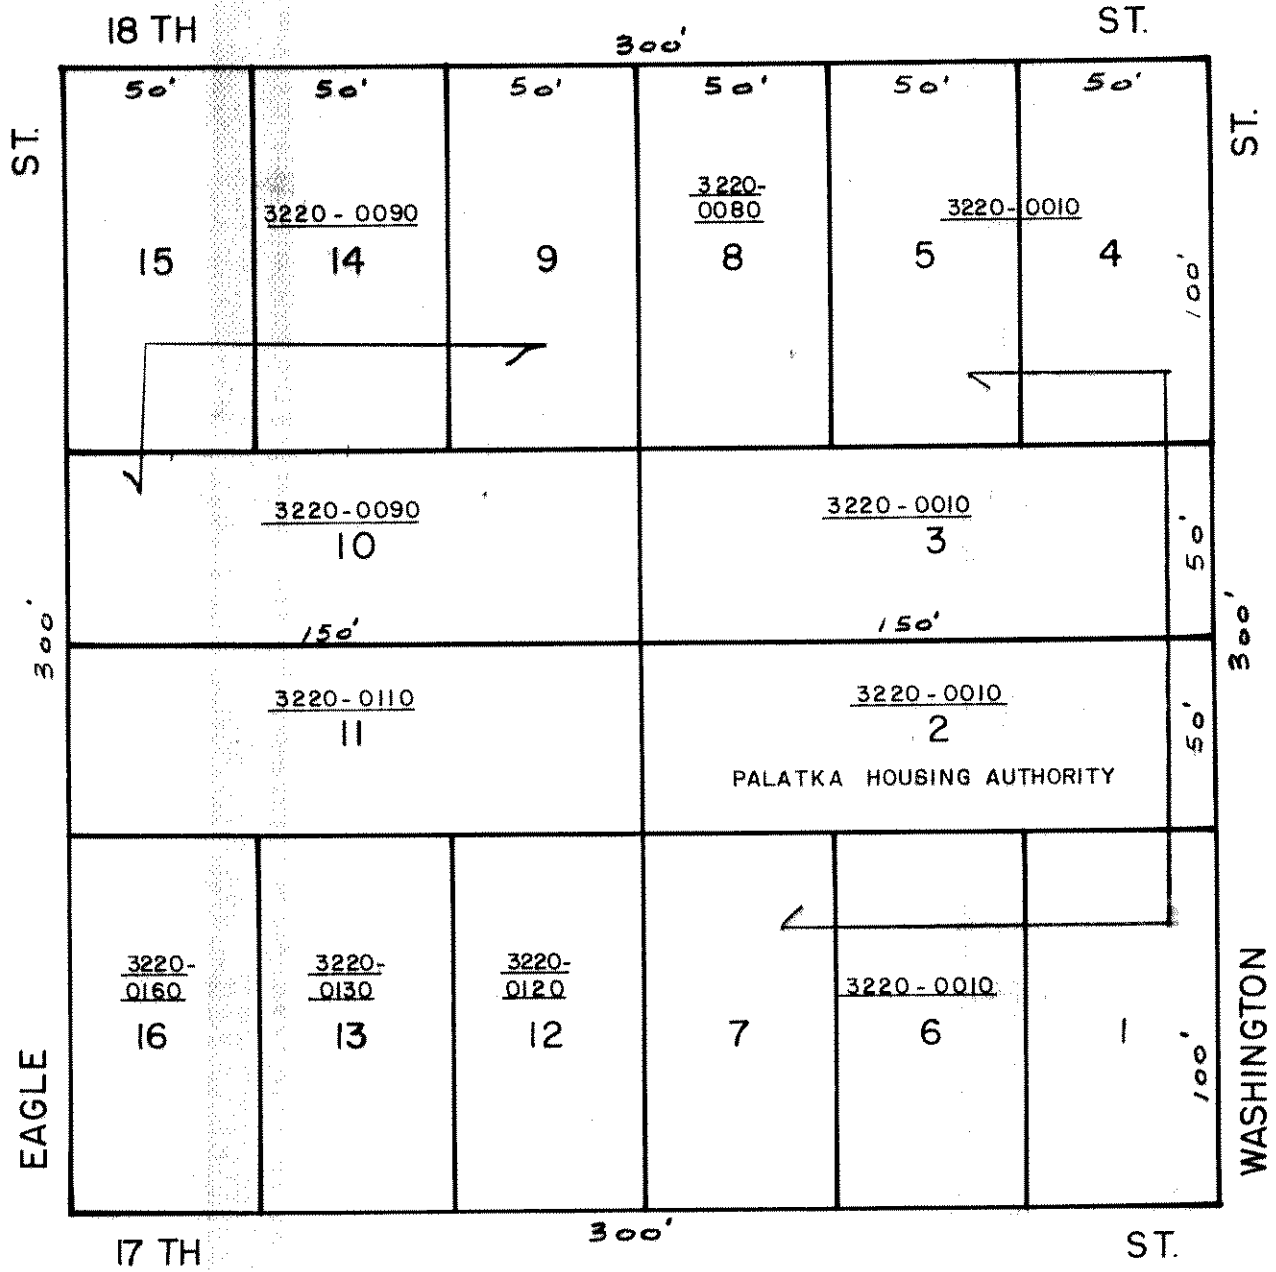 18 TH ST.
300'
50' 50' 50' 50' 50' 50'
ST. ST.
3220-
0080
3220-0090 3220-0010
15 14 9 8 5 4
100'
3220-0090 3220-0010
10 3
50'
300' 150' 150' 300'
3220-0110 3220-0010
11 2
50'
PALATKA HOUSING AUTHORITY
3220- 3220- 3220-
0160 0130 0120 3220-0010
16 13 12 7 6 1
100'
EAGLE WASHINGTON
300'
17 TH ST.